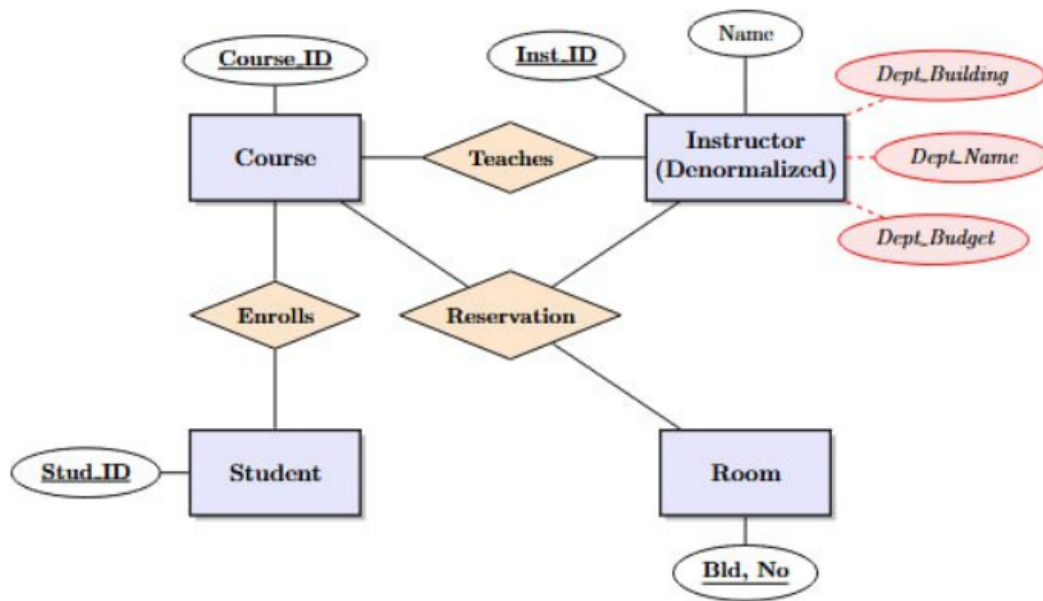 Course_ID
Inst_ID
Name
Dept_Building
Course
Teaches
Instructor
(Denormalized)
Dept_Name
Dept_Budget
Enrolls
Reservation
Stud_ID
Student
Room
Bld, No